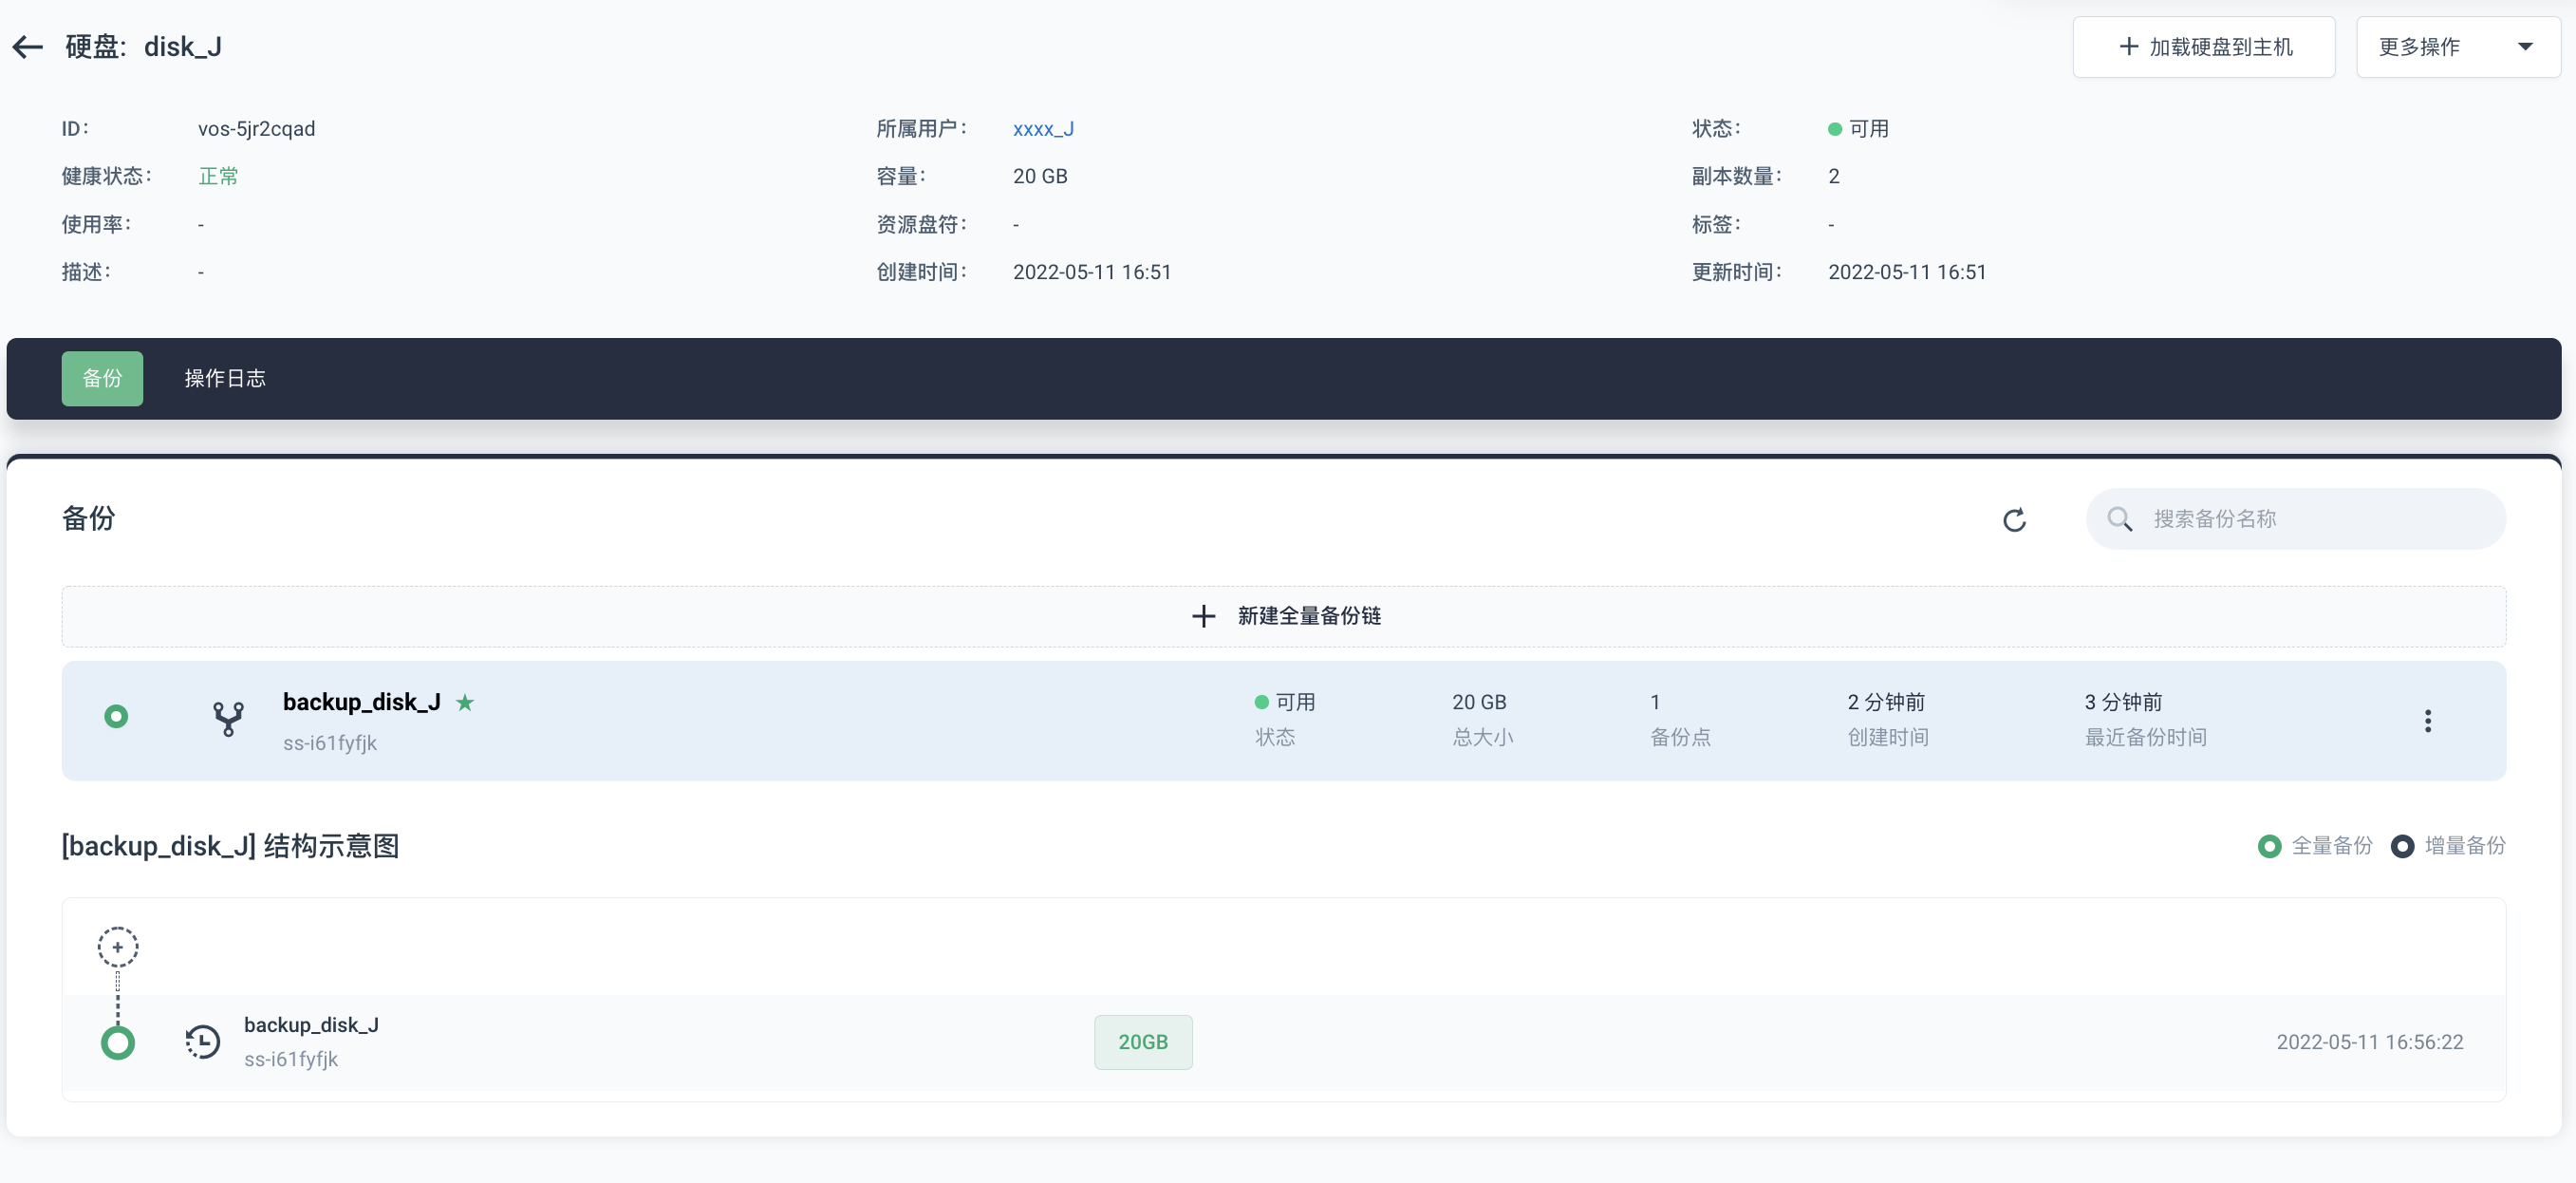 硬盘: disk_J
加载硬盘到主机
更多操作
ID: vos-5jr2cqad
所属用户: xxxx_J
状态: 可用
健康状态: 正常
容量: 20 GB
副本数量: 2
使用率: -
资源盘符: -
标签: -
描述: -
创建时间: 2022-05-11 16:51
更新时间: 2022-05-11 16:51
备份
操作日志
备份
搜索备份名称
新建全量备份链
backup_disk_J
ss-i61fyfjk
可用
状态
20 GB
总大小
1
备份点
2 分钟前
创建时间
3 分钟前
最近备份时间
[backup_disk_J] 结构示意图
全量备份
增量备份
backup_disk_J
ss-i61fyfjk
20GB
2022-05-11 16:56:22